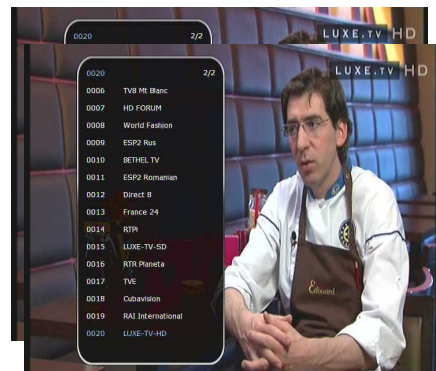 0020 2/2
LUXE.TV HD
LUXE.TV HD
0020 2/2
0006 TV8 Mt Blanc
0007 HD FORUM
0008 World Fashion
0009 ESP2 Rus
0010 BETHEL TV
0011 ESP2 Romanian
0012 Direct 8
0013 France 24
0014 RTPi
0015 LUXE-TV-SD
0016 RTR Planeta
0017 TVE
0018 Cubavision
0019 RAI International
0020 LUXE-TV-HD
Edouard